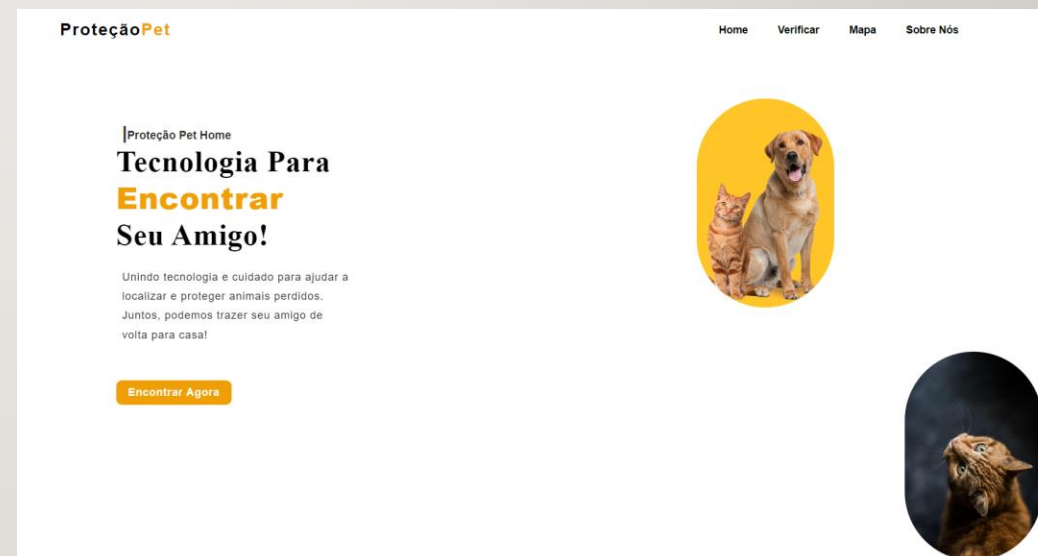 ProteçãoPet
Home Verificar Mapa Sobre Nós
Proteção Pet Home
Tecnologia Para
Encontrar
Seu Amigo!
Unindo tecnologia e cuidado para ajudar a
localizar e proteger animais perdidos.
Juntos, podemos trazer seu amigo de
volta para casa!
Encontrar Agora